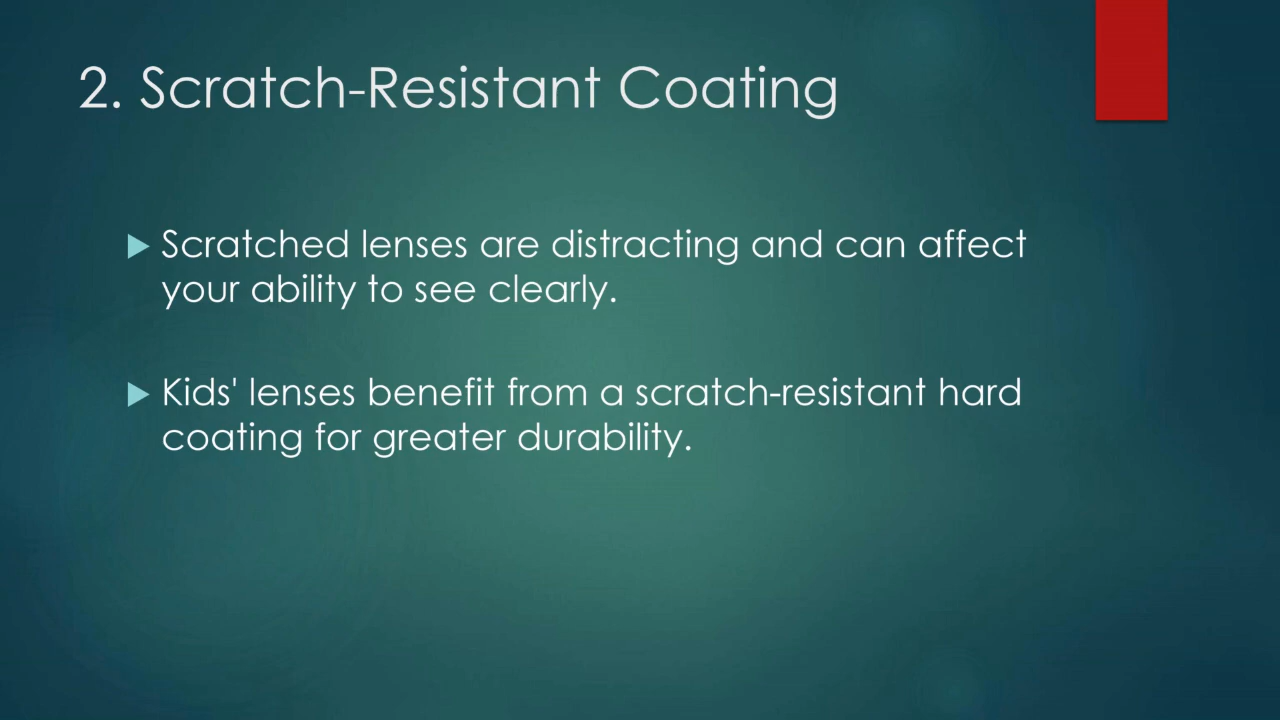 2. Scratch-Resistant Coating
Scratched lenses are distracting and can affect
your ability to see clearly.
Kids' lenses benefit from a scratch-resistant hard
coating for greater durability.